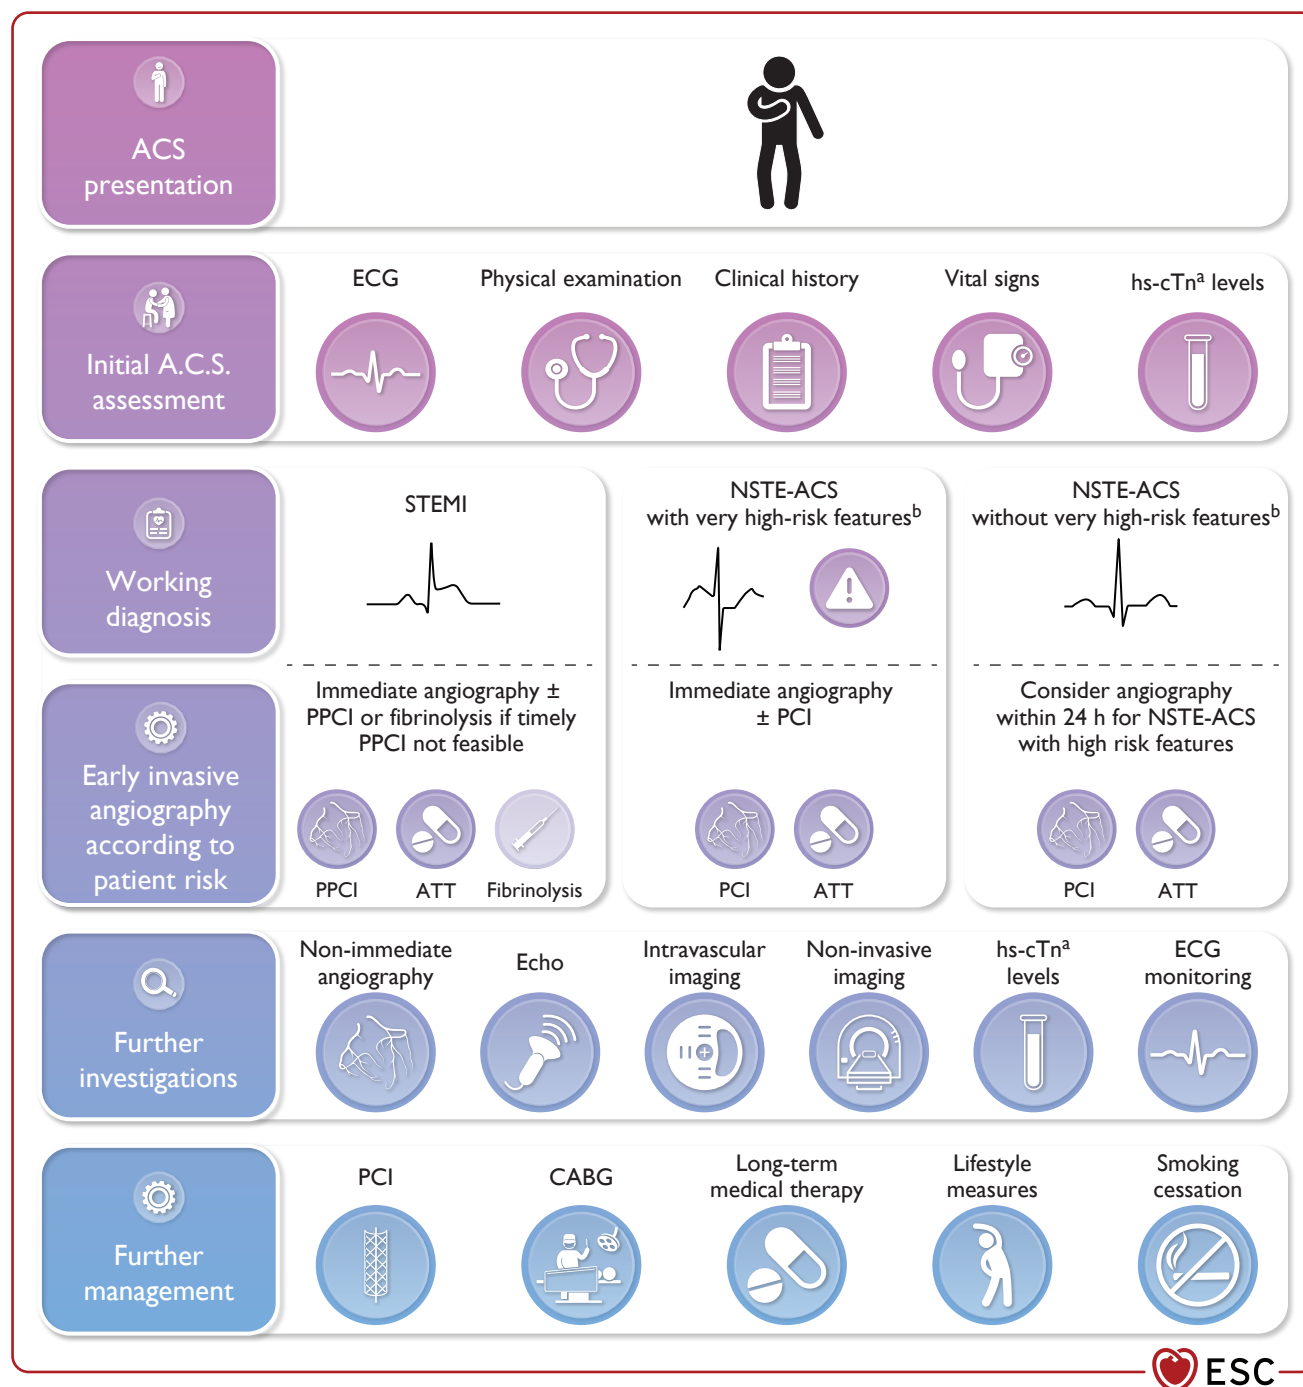 ACS
presentation
ECG
Physical examination
Clinical history
Vital signs
hs-cTnᵃ levels
Initial A.C.S.
assessment
Working
diagnosis
STEMI
NSTE-ACS
with very high-risk featuresᵇ
NSTE-ACS
without very high-risk featuresᵇ
Early invasive
angiography
according to
patient risk
Immediate angiography ±
PPCI or fibrinolysis if timely
PPCI not feasible
PPCI
ATT
Fibrinolysis
Immediate angiography
± PCI
PCI
ATT
Consider angiography
within 24 h for NSTE-ACS
with high risk features
PCI
ATT
Further
investigations
Non-immediate
angiography
Echo
Intravascular
imaging
Non-invasive
imaging
hs-cTnᵃ
levels
ECG
monitoring
Further
management
PCI
CABG
Long-term
medical therapy
Lifestyle
measures
Smoking
cessation
ESC